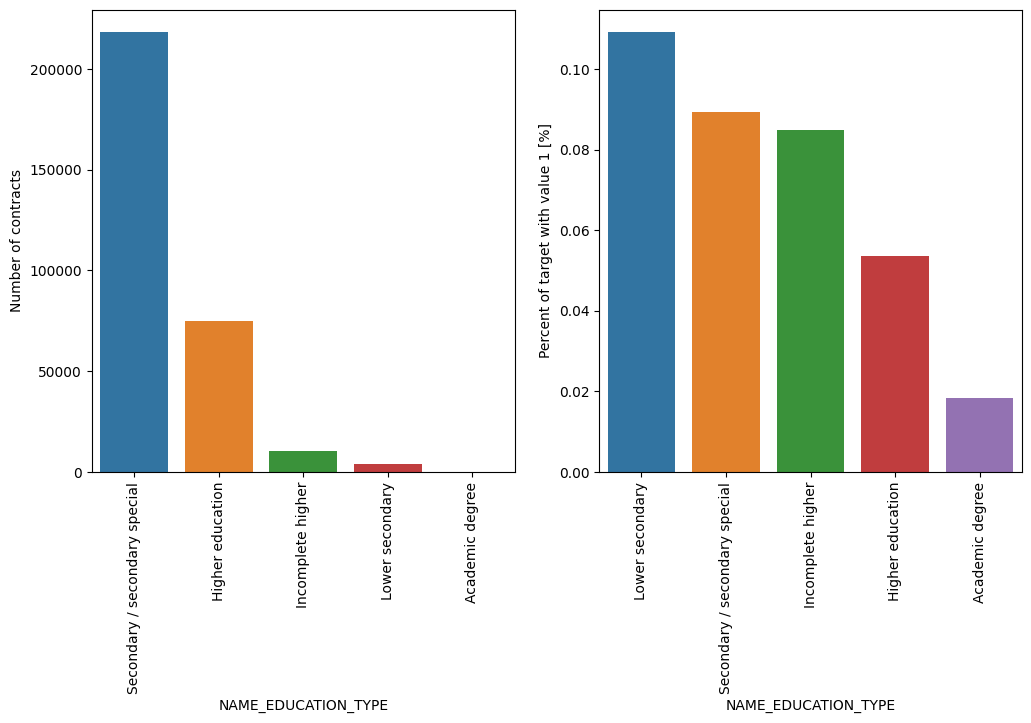 Number of contracts
200000
150000
100000
50000
0
Secondary / secondary special
Higher education
Incomplete higher
Lower secondary
Academic degree
NAME_EDUCATION_TYPE
Percent of target with value 1 [%]
0.10
0.08
0.06
0.04
0.02
0.00
Lower secondary
Secondary / secondary special
Incomplete higher
Higher education
Academic degree
NAME_EDUCATION_TYPE